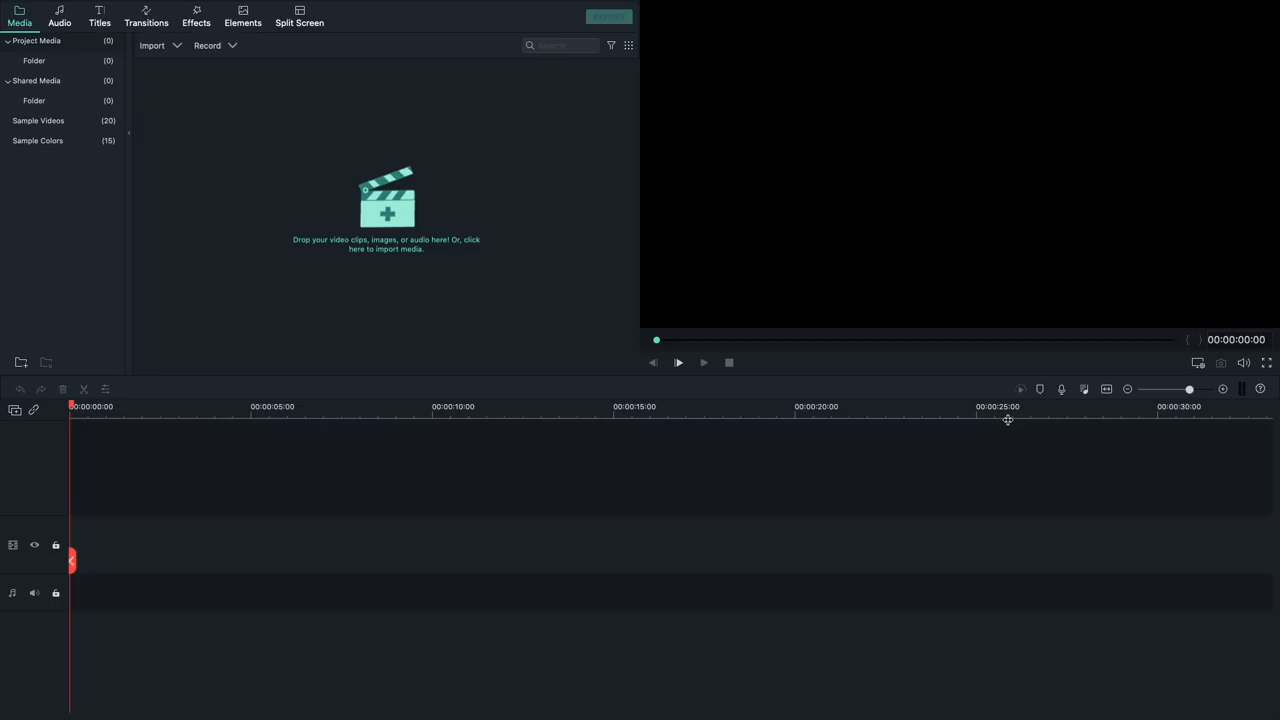 Media
Audio
Titles
Transitions
Effects
Elements
Split Screen
EXPORT
Project Media (0)
Folder (0)
Shared Media (0)
Folder (0)
Sample Videos (20)
Sample Colors (15)
Import
Record
Search
Drop your video clips, images, or audio here! Or, click
here to import media.
00:00:00:00
00:00:00:00
00:00:05:00
00:00:10:00
00:00:15:00
00:00:20:00
00:00:25:00
00:00:30:00